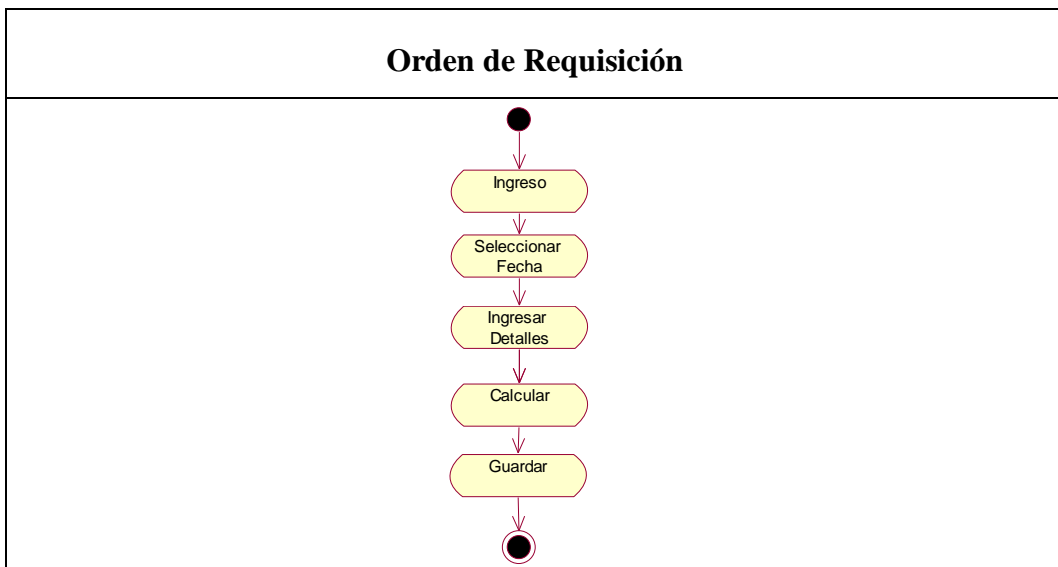 Orden de Requisición
Ingreso
Seleccionar
Fecha
Ingresar
Detalles
Calcular
Guardar